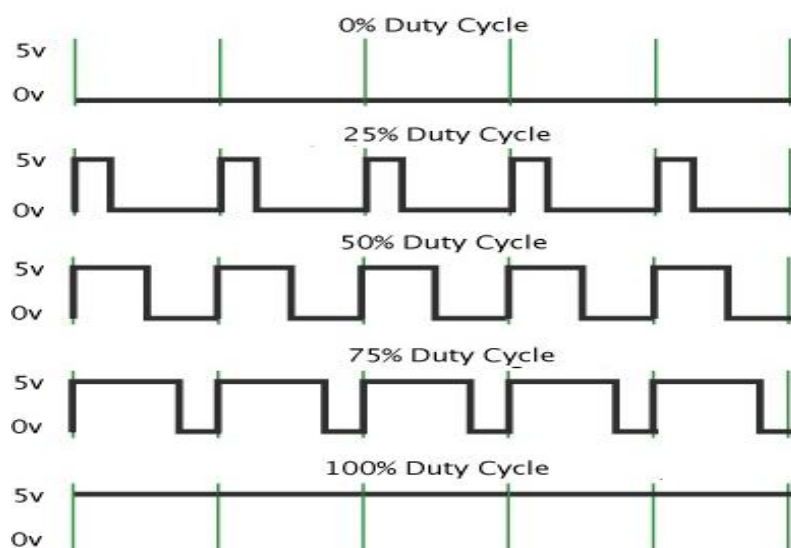 0% Duty Cycle
5v
0v
25% Duty Cycle
5v
0v
50% Duty Cycle
5v
0v
75% Duty Cycle
5v
0v
100% Duty Cycle
5v
0v